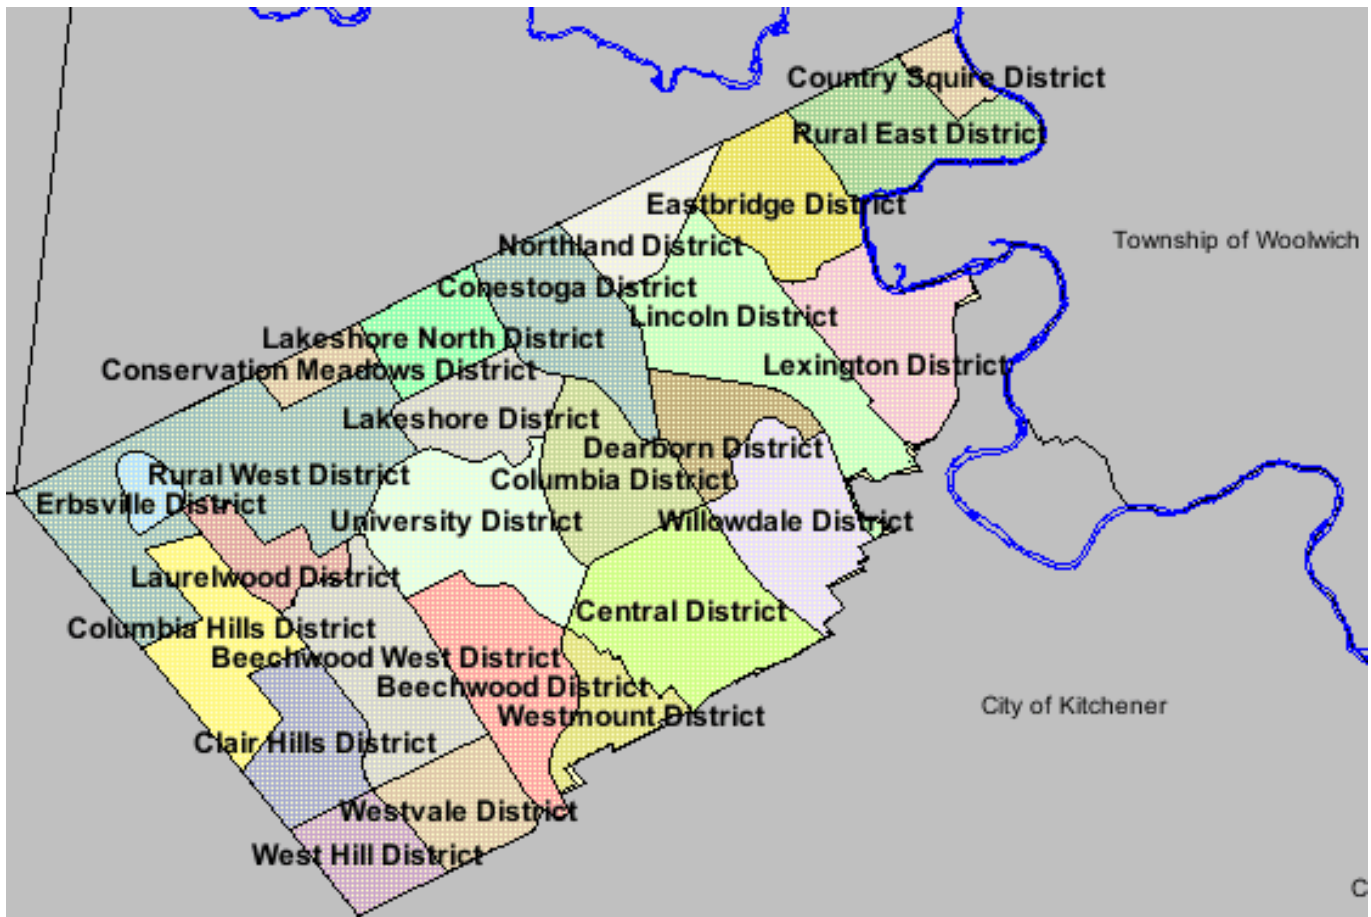 Country Squire District
Rural East District
Eastbridge District
Township of Woolwich
Northland District
Conestoga District
Lincoln District
Lakeshore North District
Lexington District
Conservation Meadows District
Lakeshore District
Dearborn District
Rural West District
Columbia District
Erbsville District
University District
Willowdale District
Laurelwood District
Central District
Columbia Hills District
Beechwood West District
Beechwood District
City of Kitchener
Westmount District
Clair Hills District
Westvale District
West Hill District
C